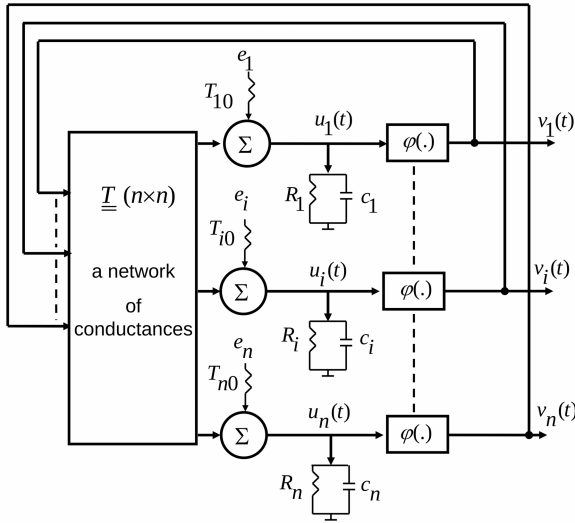 e1
T10
u1(t)
v1(t)
Σ
φ(.)
T (n×n)
R1
c1
ei
Ti0
a network
ui(t)
vi(t)
Σ
φ(.)
of
conductances
Ri
ci
en
Tn0
un(t)
vn(t)
Σ
φ(.)
Rn
cn